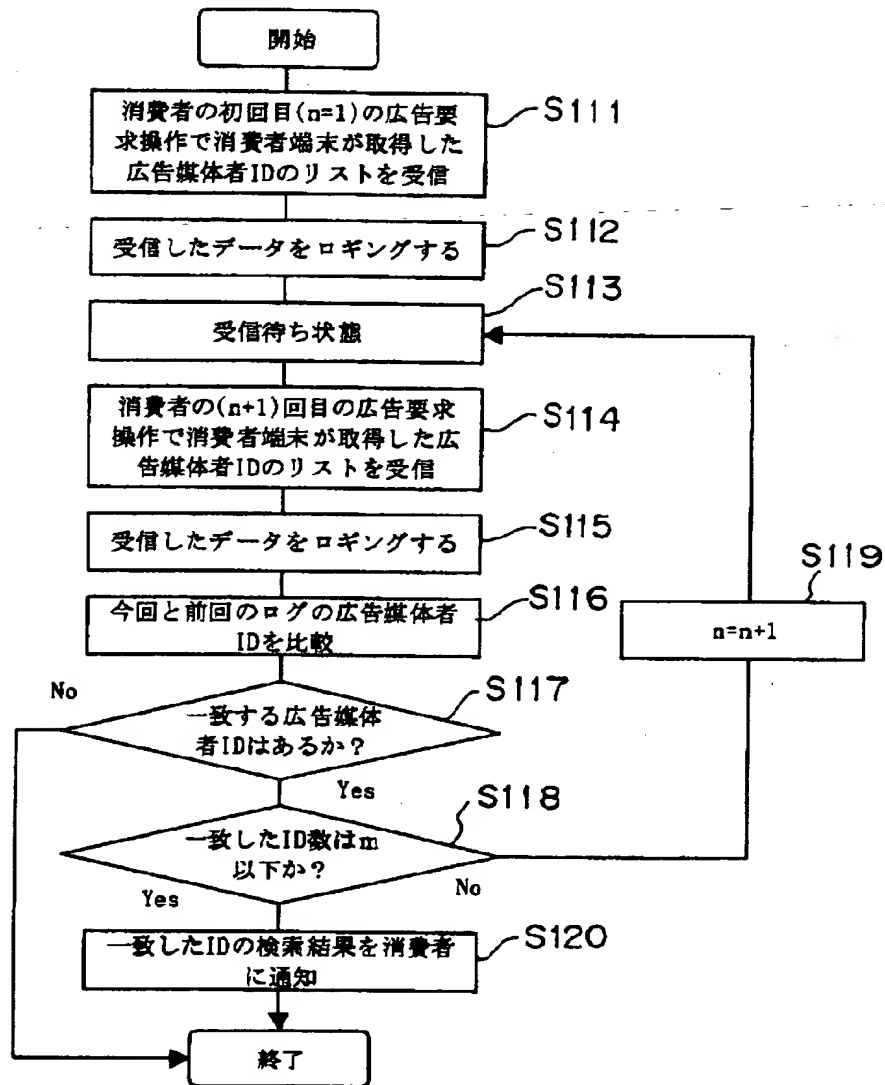 開始
消費者の初回目(n=1)の広告要
求操作で消費者端末が取得した
広告媒体者IDのリストを受信
S111
受信したデータをロギングする
S112
受信待ち状態
S113
消費者の(n+1)回目の広告要求
操作で消費者端末が取得した広
告媒体者IDのリストを受信
S114
受信したデータをロギングする
S115
今回と前回のログの広告媒体者
IDを比較
S116
S119
n=n+1
No
一致する広告媒体
者IDはあるか?
S117
Yes
一致したID数はm
以下か?
S118
Yes
No
一致したIDの検索結果を消費者
に通知
S120
終了